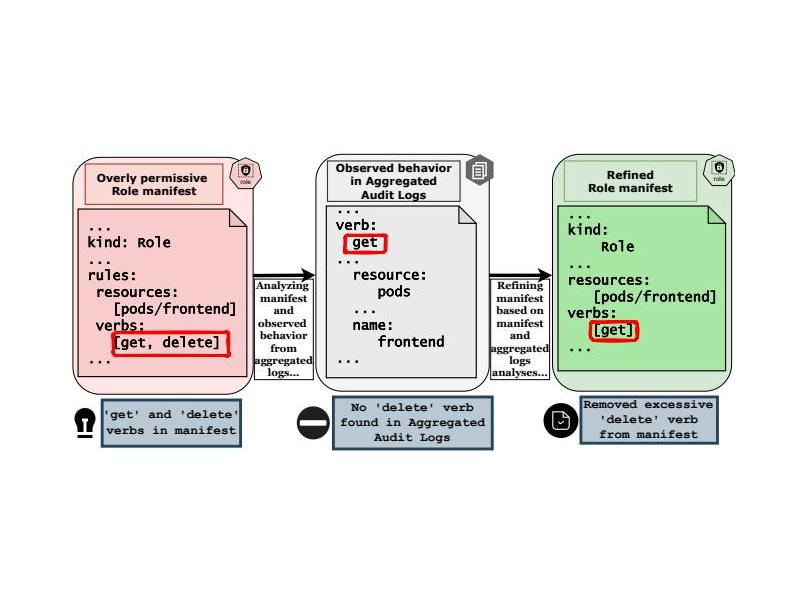 Overly permissive
Role manifest
role
...
kind: Role
...
rules:
resources:
[pods/frontend]
verbs:
[get, delete]
...
'get' and 'delete'
verbs in manifest
Analyzing
manifest
and
observed
behavior
from
aggregated
logs...
Observed behavior
in Aggregated
Audit Logs
...
verb:
get
...
resource:
pods
...
name:
frontend
...
No 'delete' verb
found in Aggregated
Audit Logs
Refining
manifest
based on
manifest
and
aggregated
logs
analyses...
Refined
Role manifest
role
...
kind:
Role
...
resources:
[pods/frontend]
verbs:
[get]
...
Removed excessive
'delete' verb
from manifest